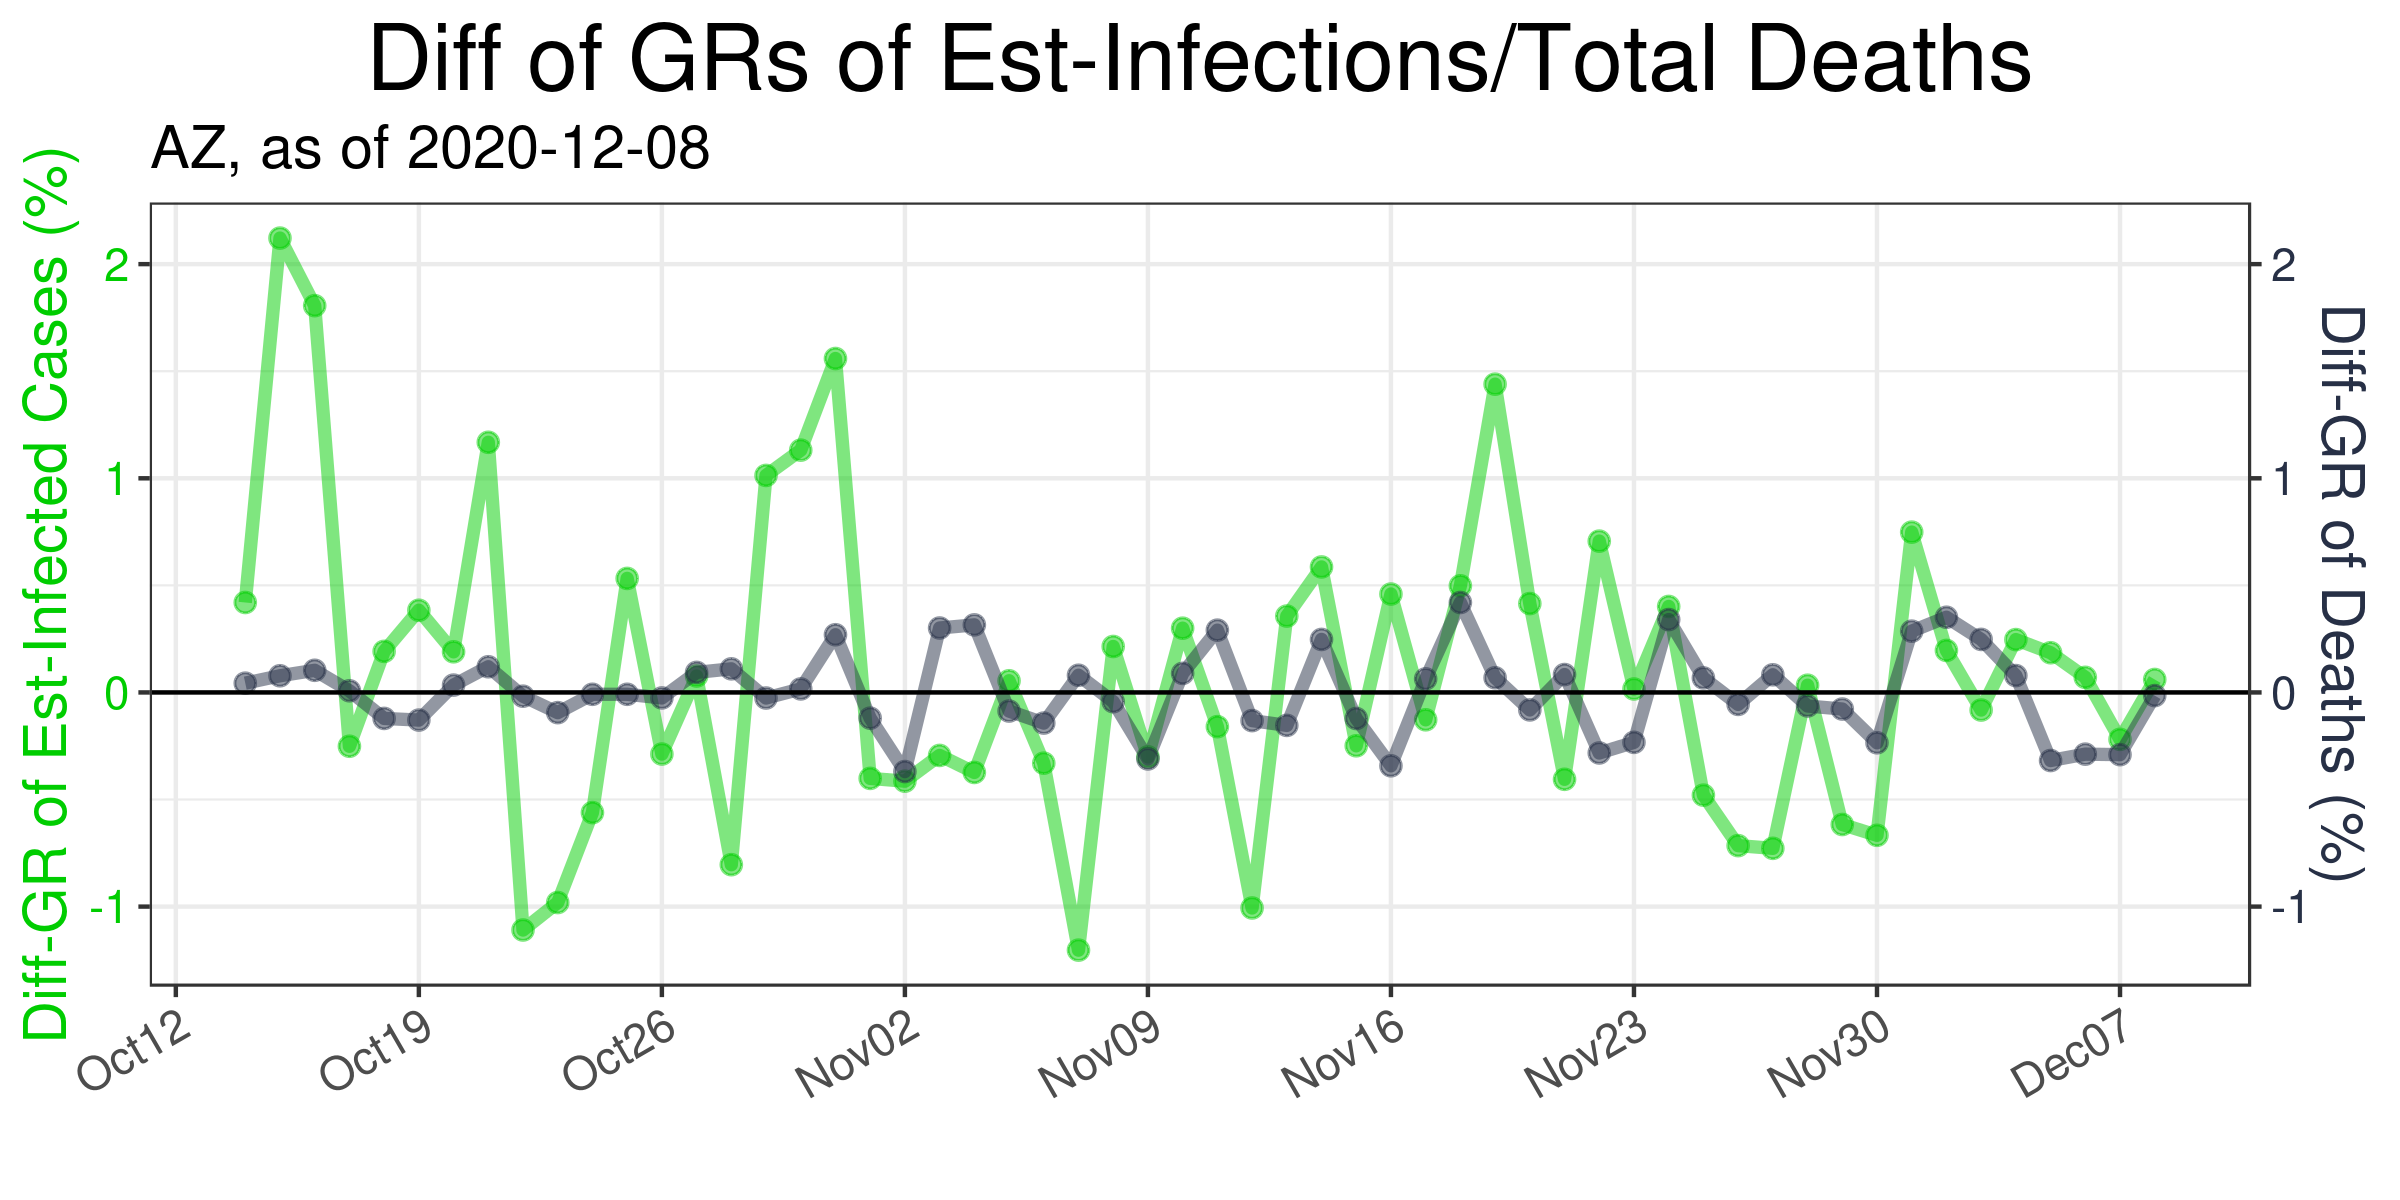 Diff of GRs of Est-Infections/Total Deaths
AZ, as of 2020-12-08
Diff-GR of Est-Infected Cases (%)
2
1
0
-1
2
1
0
-1
Diff-GR of Deaths (%)
Oct12
Oct19
Oct26
Nov02
Nov09
Nov16
Nov23
Nov30
Dec07